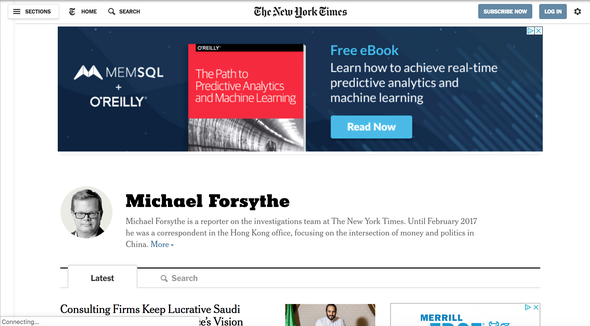 SECTIONS
HOME
SEARCH
The New York Times
SUBSCRIBE NOW
LOG IN
MEMSQL
+
O'REILLY
O'REILLY
The Path to
Predictive Analytics
and Machine Learning
Free eBook
Learn how to achieve real-time
predictive analytics and
machine learning
Read Now
Michael Forsythe
Michael Forsythe is a reporter on the investigations team at The New York Times. Until February 2017
he was a correspondent in the Hong Kong office, focusing on the intersection of money and politics in
China. More
Latest
Search
Consulting Firms Keep Lucrative Saudi
's Vision
MERRILL
Connecting...